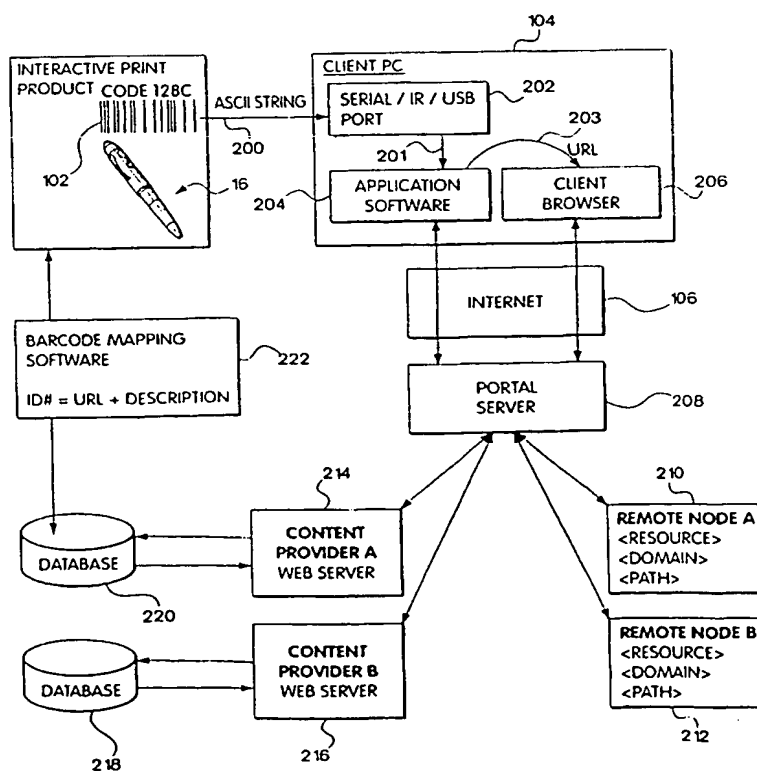 104
INTERACTIVE PRINT
PRODUCT CODE 128C
102
16
ASCII STRING
200
CLIENT PC
SERIAL / IR / USB
PORT
202
201
203
URL
204
APPLICATION
SOFTWARE
CLIENT
BROWSER
206
INTERNET
106
BARCODE MAPPING
SOFTWARE
ID# = URL + DESCRIPTION
222
PORTAL
SERVER
208
214
210
DATABASE
220
CONTENT
PROVIDER A
WEB SERVER
REMOTE NODE A
<RESOURCE>
<DOMAIN>
<PATH>
DATABASE
218
CONTENT
PROVIDER B
WEB SERVER
216
REMOTE NODE B
<RESOURCE>
<DOMAIN>
<PATH>
212